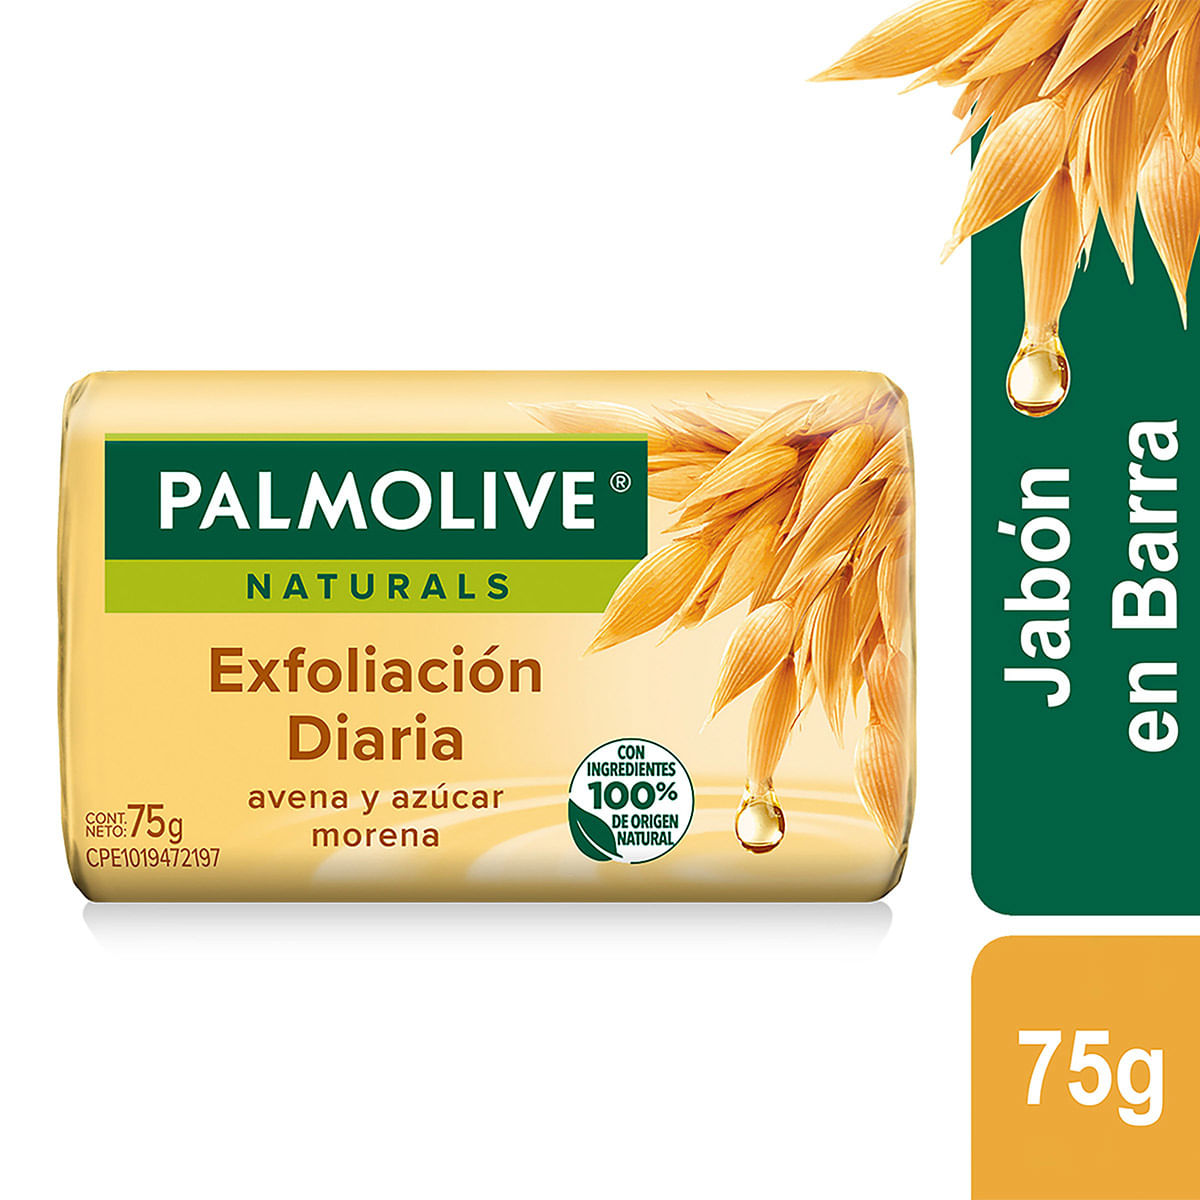 PALMOLIVE®
NATURALS
Exfoliación
Diaria
avena y azúcar
morena
CONT.
NETO: 75g
CPE1019472197
CON
INGREDIENTES
100%
DE ORIGEN
NATURAL
Jabón
en Barra
75g